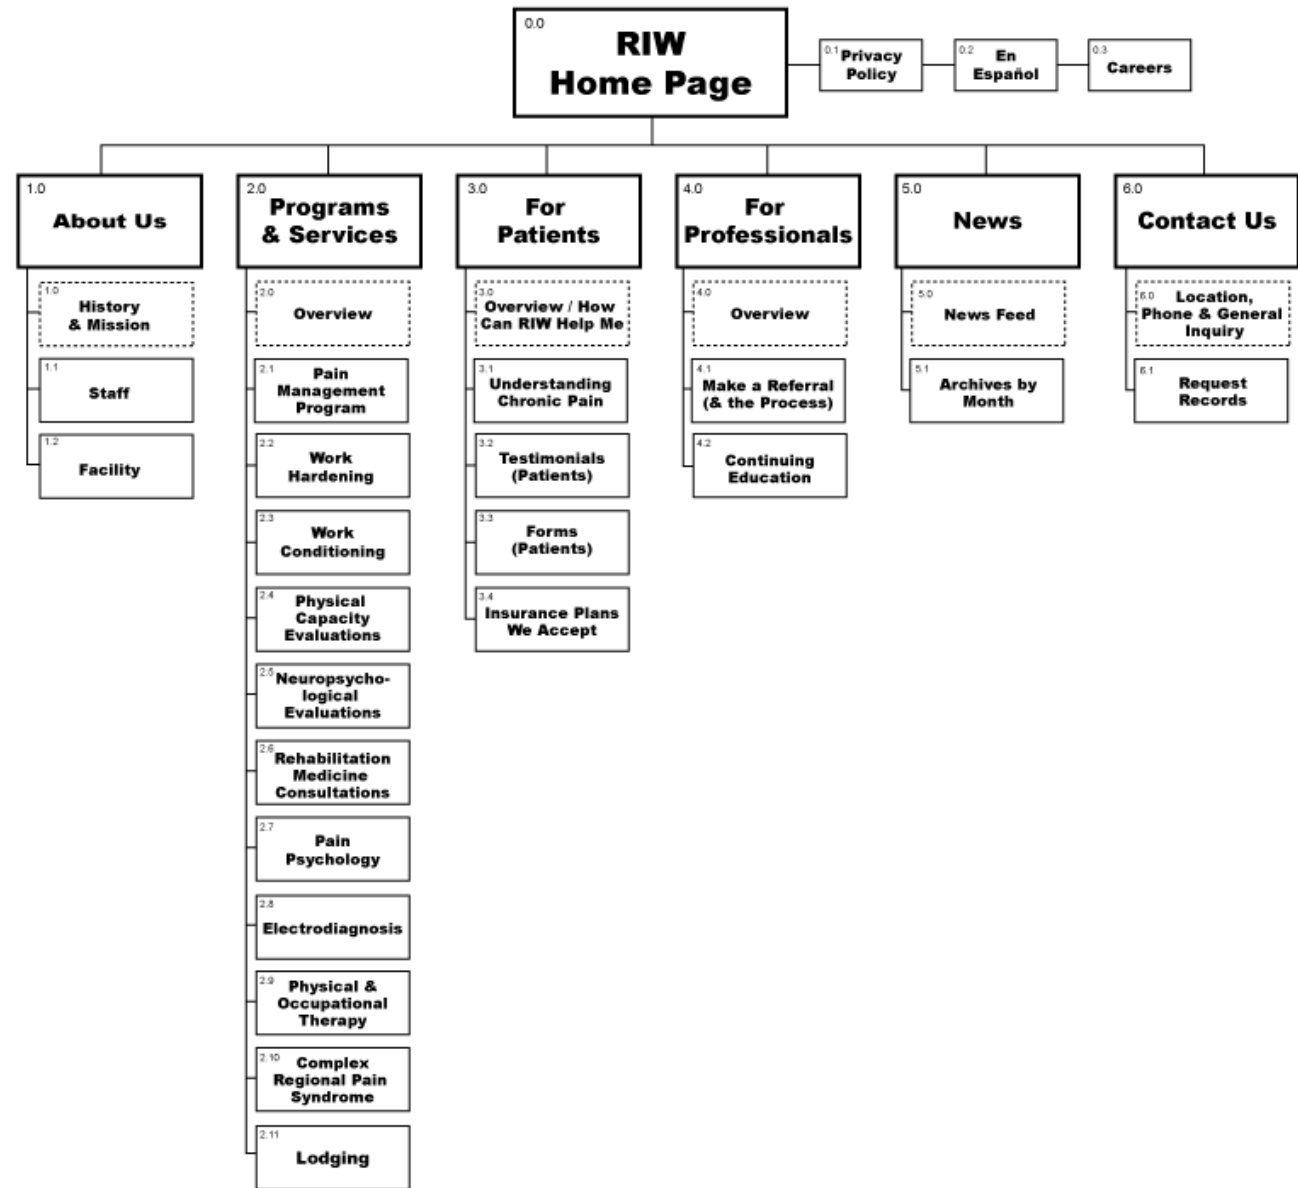 0.0
RIW
Home Page
0.1
Privacy
Policy
0.2
En
Español
0.3
Careers
1.0
About Us
1.0
History
& Mission
1.1
Staff
1.2
Facility
2.0
Programs
& Services
2.0
Overview
2.1
Pain
Management
Program
2.2
Work
Hardening
2.3
Work
Conditioning
2.4
Physical
Capacity
Evaluations
2.5
Neuropsycho-
logical
Evaluations
2.6
Rehabilitation
Medicine
Consultations
2.7
Pain
Psychology
2.8
Electrodiagnosis
2.9
Physical &
Occupational
Therapy
2.10
Complex
Regional Pain
Syndrome
2.11
Lodging
3.0
For
Patients
3.0
Overview / How
Can RIW Help Me
3.1
Understanding
Chronic Pain
3.2
Testimonials
(Patients)
3.3
Forms
(Patients)
3.4
Insurance Plans
We Accept
4.0
For
Professionals
4.0
Overview
4.1
Make a Referral
(& the Process)
4.2
Continuing
Education
5.0
News
5.0
News Feed
5.1
Archives by
Month
6.0
Contact Us
6.0
Location,
Phone & General
Inquiry
6.1
Request
Records